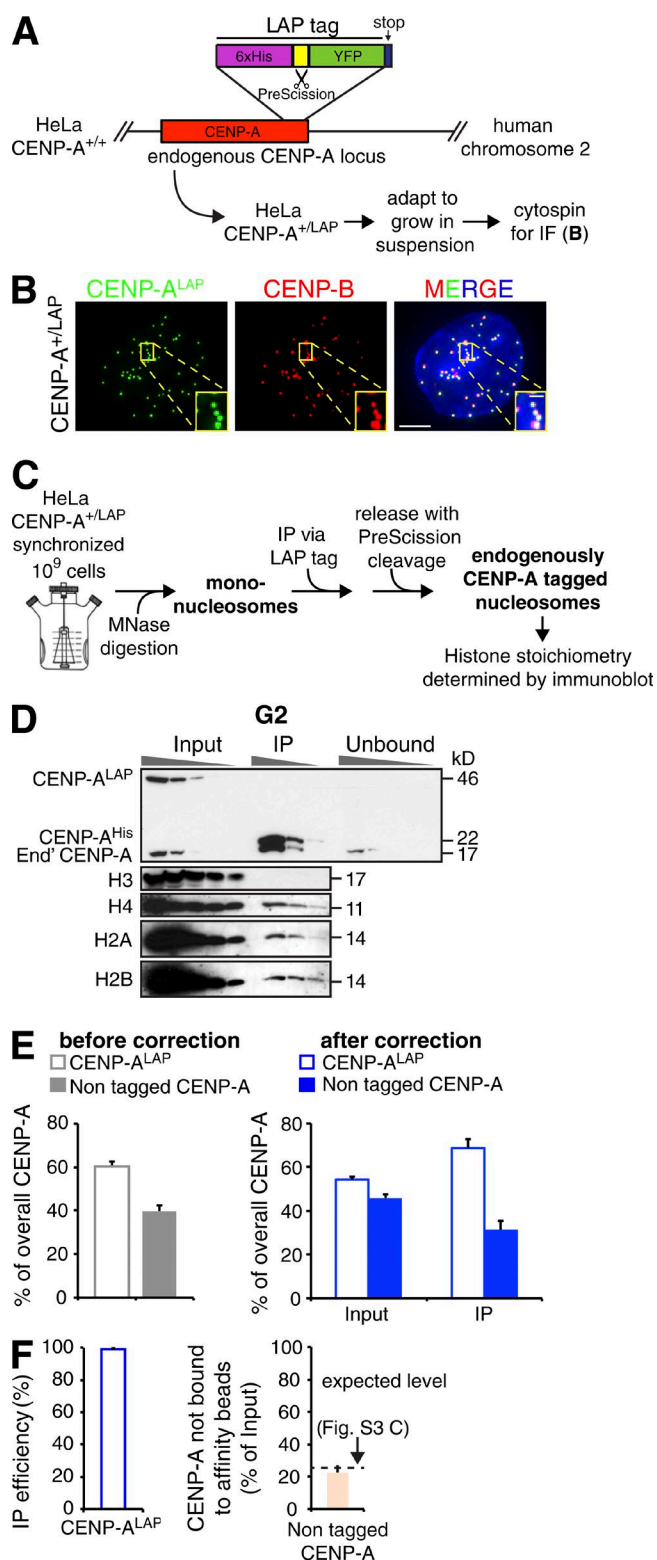 A
LAP tag
stop
6xHis
YFP
PreScission
HeLa
CENP-A+/+
CENP-A
endogenous CENP-A locus
human
chromosome 2
HeLa
CENP-A+/LAP
adapt to
grow in
suspension
cytospin
for IF (B)
B
CENP-ALAP
CENP-B
MERGE
CENP-A+/LAP
C
HeLa
CENP-A+/LAP
synchronized
10⁹ cells
MNase
digestion
mono-
nucleosomes
IP via
LAP tag
release with
PreScission
cleavage
endogenously
CENP-A tagged
nucleosomes
Histone stoichiometry
determined by immunoblot
D
G2
Input
IP
Unbound
kD
CENP-ALAP
46
CENP-AHis
22
End' CENP-A
17
H3
17
H4
11
H2A
14
H2B
14
E
before correction
CENP-ALAP
Non tagged CENP-A
after correction
CENP-ALAP
Non tagged CENP-A
% of overall CENP-A
80
60
40
20
0
% of overall CENP-A
80
60
40
20
0
Input
IP
F
IP efficiency (%)
100
80
60
40
20
0
CENP-ALAP
CENP-A not bound
to affinity beads
(% of Input)
100
80
60
40
20
0
expected level
(Fig. S3 C)
Non tagged
CENP-A